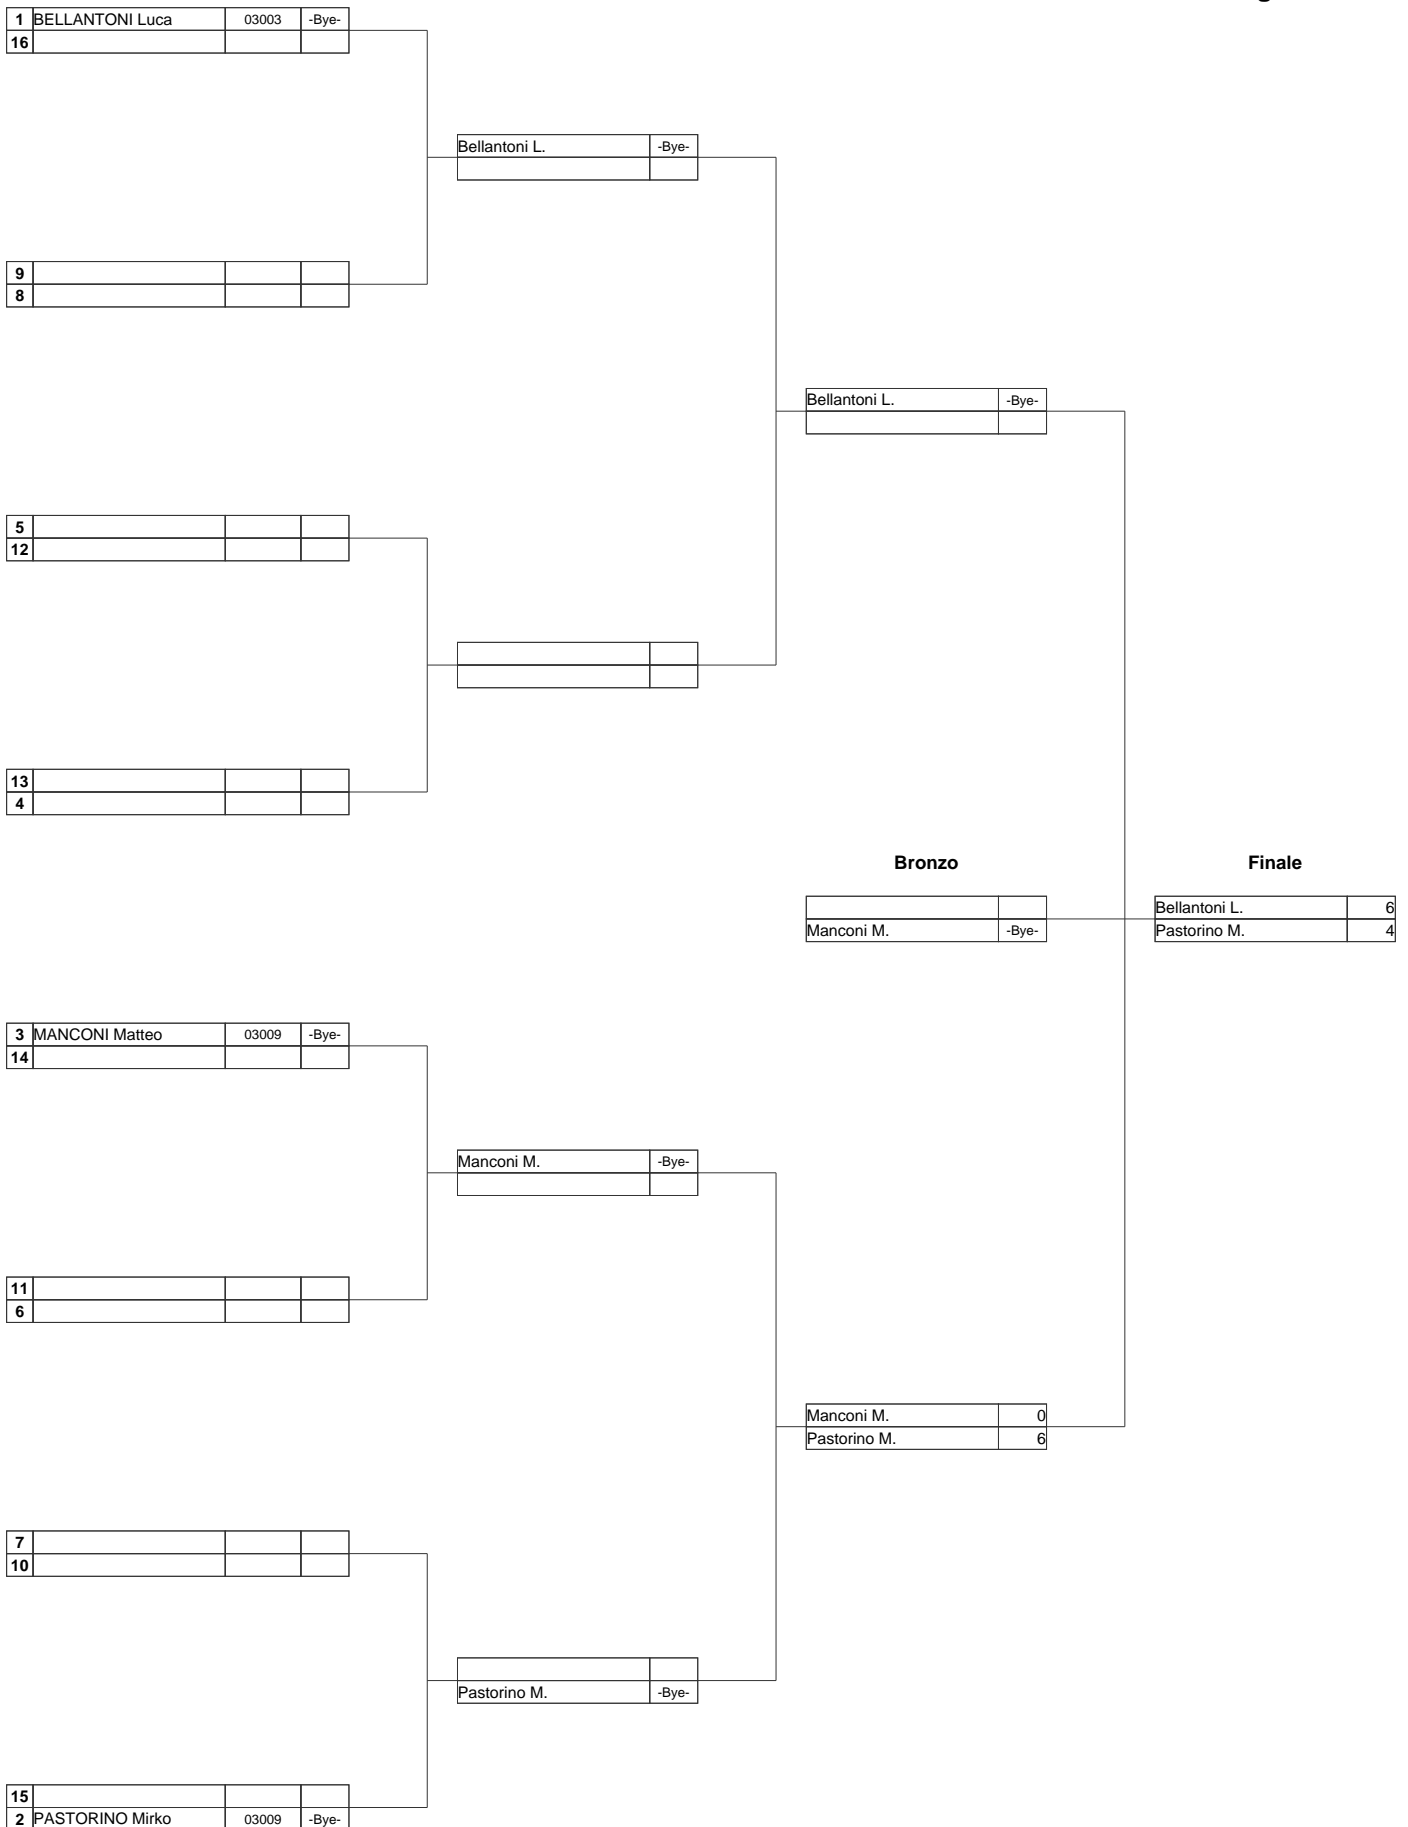 1 BELLANTONI Luca 03003 -Bye-
16
Bellantoni L. -Bye-
9
8
Bellantoni L. -Bye-
5
12
13
4
Bronzo Finale
Bellantoni L. 6
Manconi M. -Bye- Pastorino M. 4
3 MANCONI Matteo 03009 -Bye-
14
Manconi M. -Bye-
11
6
Manconi M. 0
Pastorino M. 6
7
10
Pastorino M. -Bye-
15
2 PASTORINO Mirko 03009 -Bye-